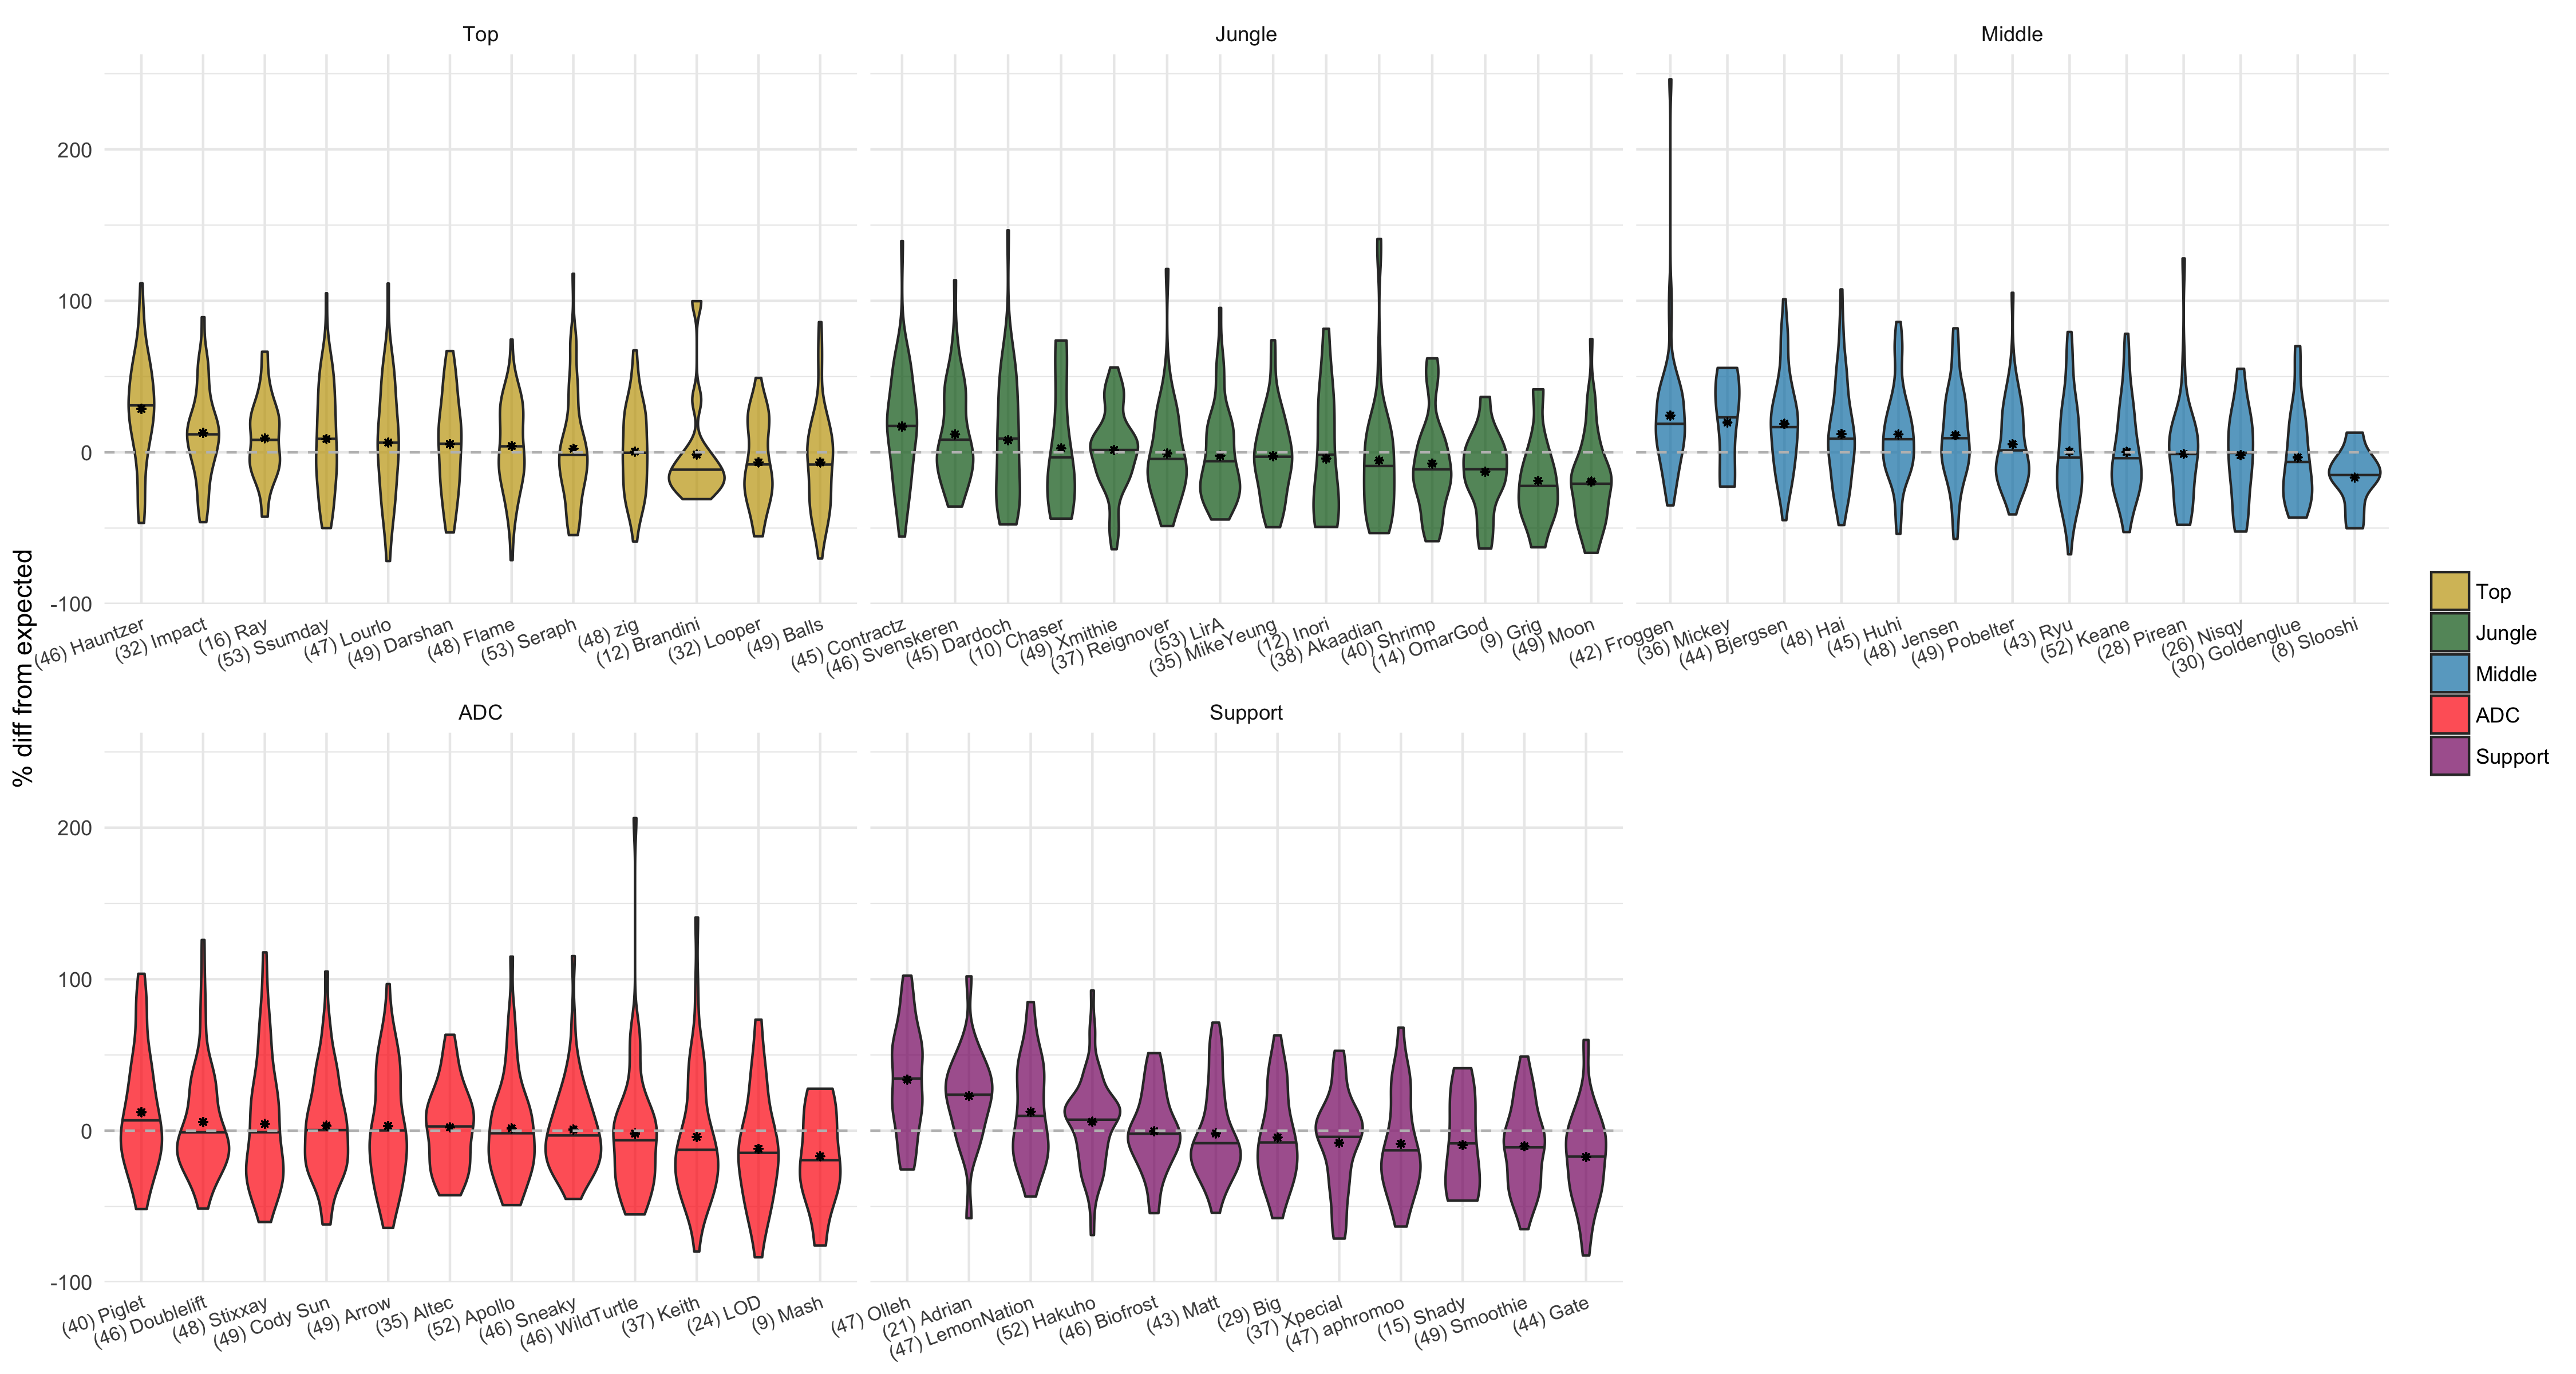 Top
Jungle
Middle
200
100
0
-100
(46) Hauntzer
(32) Impact
(16) Ray
(53) Ssumday
(47) Lourlo
(49) Darshan
(48) Flame
(53) Seraph
(48) zig
(12) Brandini
(32) Looper
(49) Balls
(45) Contractz
(46) Svenskeren
(45) Dardoch
(10) Chaser
(49) Xmithie
(37) Reignover
(53) LirA
(35) MikeYeung
(12) Inori
(38) Akaadian
(40) Shrimp
(14) OmarGod
(9) Grig
(49) Moon
(42) Froggen
(36) Mickey
(44) Bjergsen
(48) Hai
(45) Huhi
(48) Jensen
(49) Pobelter
(43) Ryu
(52) Keane
(28) Pirean
(26) Nisqy
(30) Goldenglue
(8) Slooshi
% diff from expected
Top
Jungle
Middle
ADC
Support
ADC
Support
200
100
0
-100
(40) Piglet
(46) Doublelift
(48) Stixxay
(49) Cody Sun
(49) Arrow
(35) Altec
(52) Apollo
(46) Sneaky
(46) WildTurtle
(37) Keith
(24) LOD
(9) Mash
(47) Olleh
(21) Adrian
(47) LemonNation
(52) Hakuho
(46) Biofrost
(43) Matt
(29) Big
(37) Xpecial
(47) aphromoo
(15) Shady
(49) Smoothie
(44) Gate